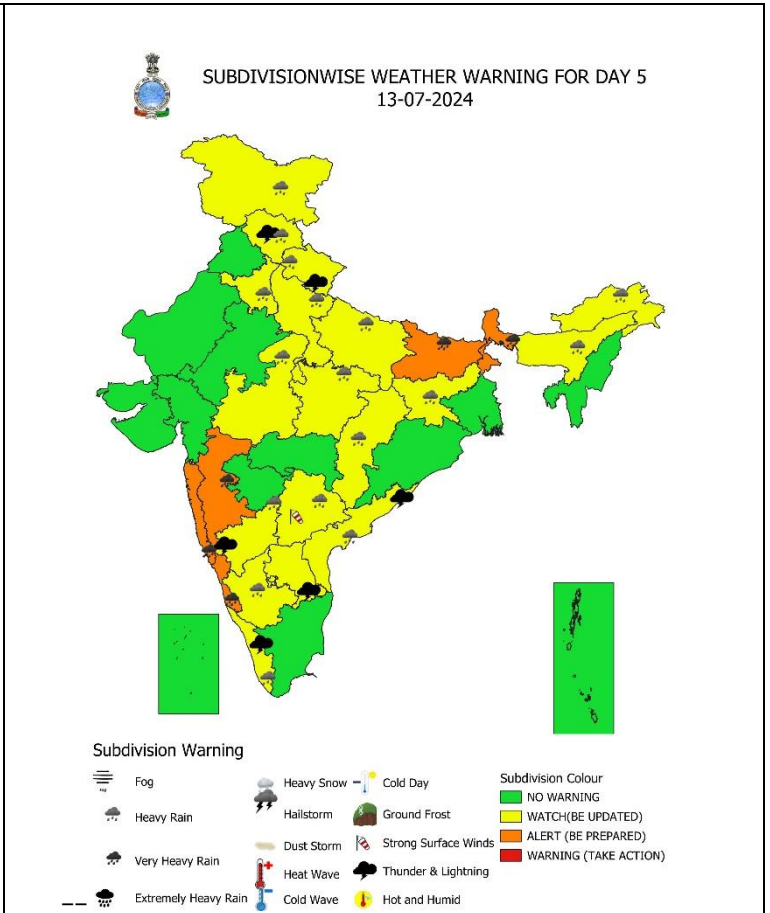 SUBDIVISIONWISE WEATHER WARNING FOR DAY 5
13-07-2024
Subdivision Warning
Fog
Heavy Rain
Very Heavy Rain
Extremely Heavy Rain
Heavy Snow
Hailstorm
Dust Storm
Heat Wave
Cold Wave
Cold Day
Ground Frost
Strong Surface Winds
Thunder & Lightning
Hot and Humid
Subdivision Colour
NO WARNING
WATCH(BE UPDATED)
ALERT (BE PREPARED)
WARNING (TAKE ACTION)